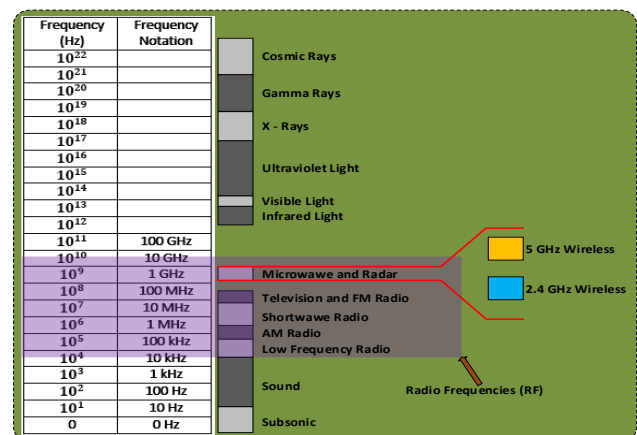 Frequency (Hz) Frequency Notation
10²²
10²¹
10²⁰
10¹⁹
10¹⁸
10¹⁷
10¹⁶
10¹⁵
10¹⁴
10¹³
10¹²
10¹¹ 100 GHz
10¹⁰ 10 GHz
10⁹ 1 GHz
10⁸ 100 MHz
10⁷ 10 MHz
10⁶ 1 MHz
10⁵ 100 kHz
10⁴ 10 kHz
10³ 1 kHz
10² 100 Hz
10¹ 10 Hz
0 0 Hz
Cosmic Rays
Gamma Rays
X - Rays
Ultraviolet Light
Visible Light
Infrared Light
Microwawe and Radar
Television and FM Radio
Shortwawe Radio
AM Radio
Low Frequency Radio
Sound
Subsonic
5 GHz Wireless
2.4 GHz Wireless
Radio Frequencies (RF)